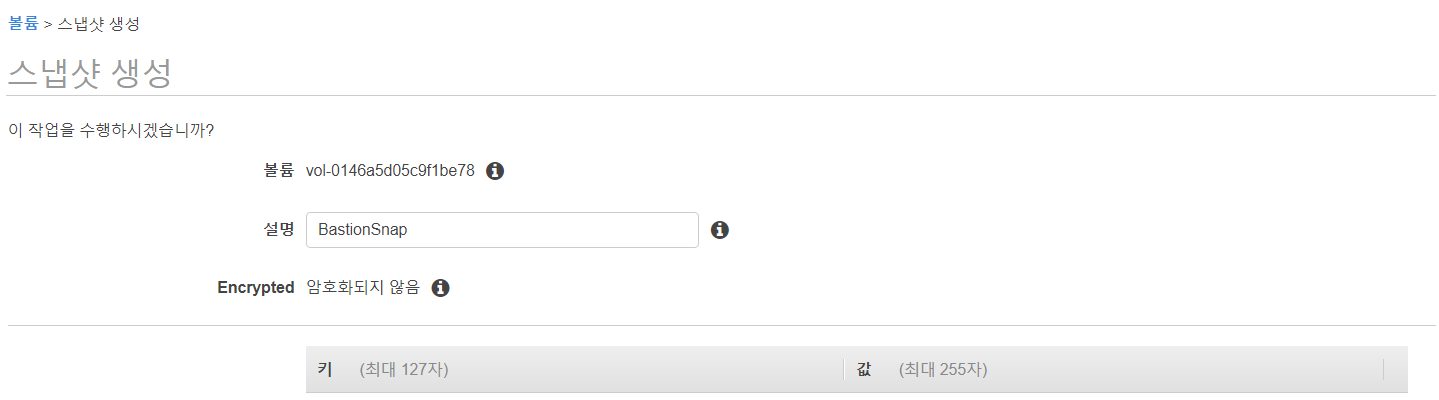 볼륨 > 스냅샷 생성
스냅샷 생성
이 작업을 수행하시겠습니까?
볼륨 vol-0146a5d05c9f1be78
설명 BastionSnap
Encrypted 암호화되지 않음
키 (최대 127자) 값 (최대 255자)